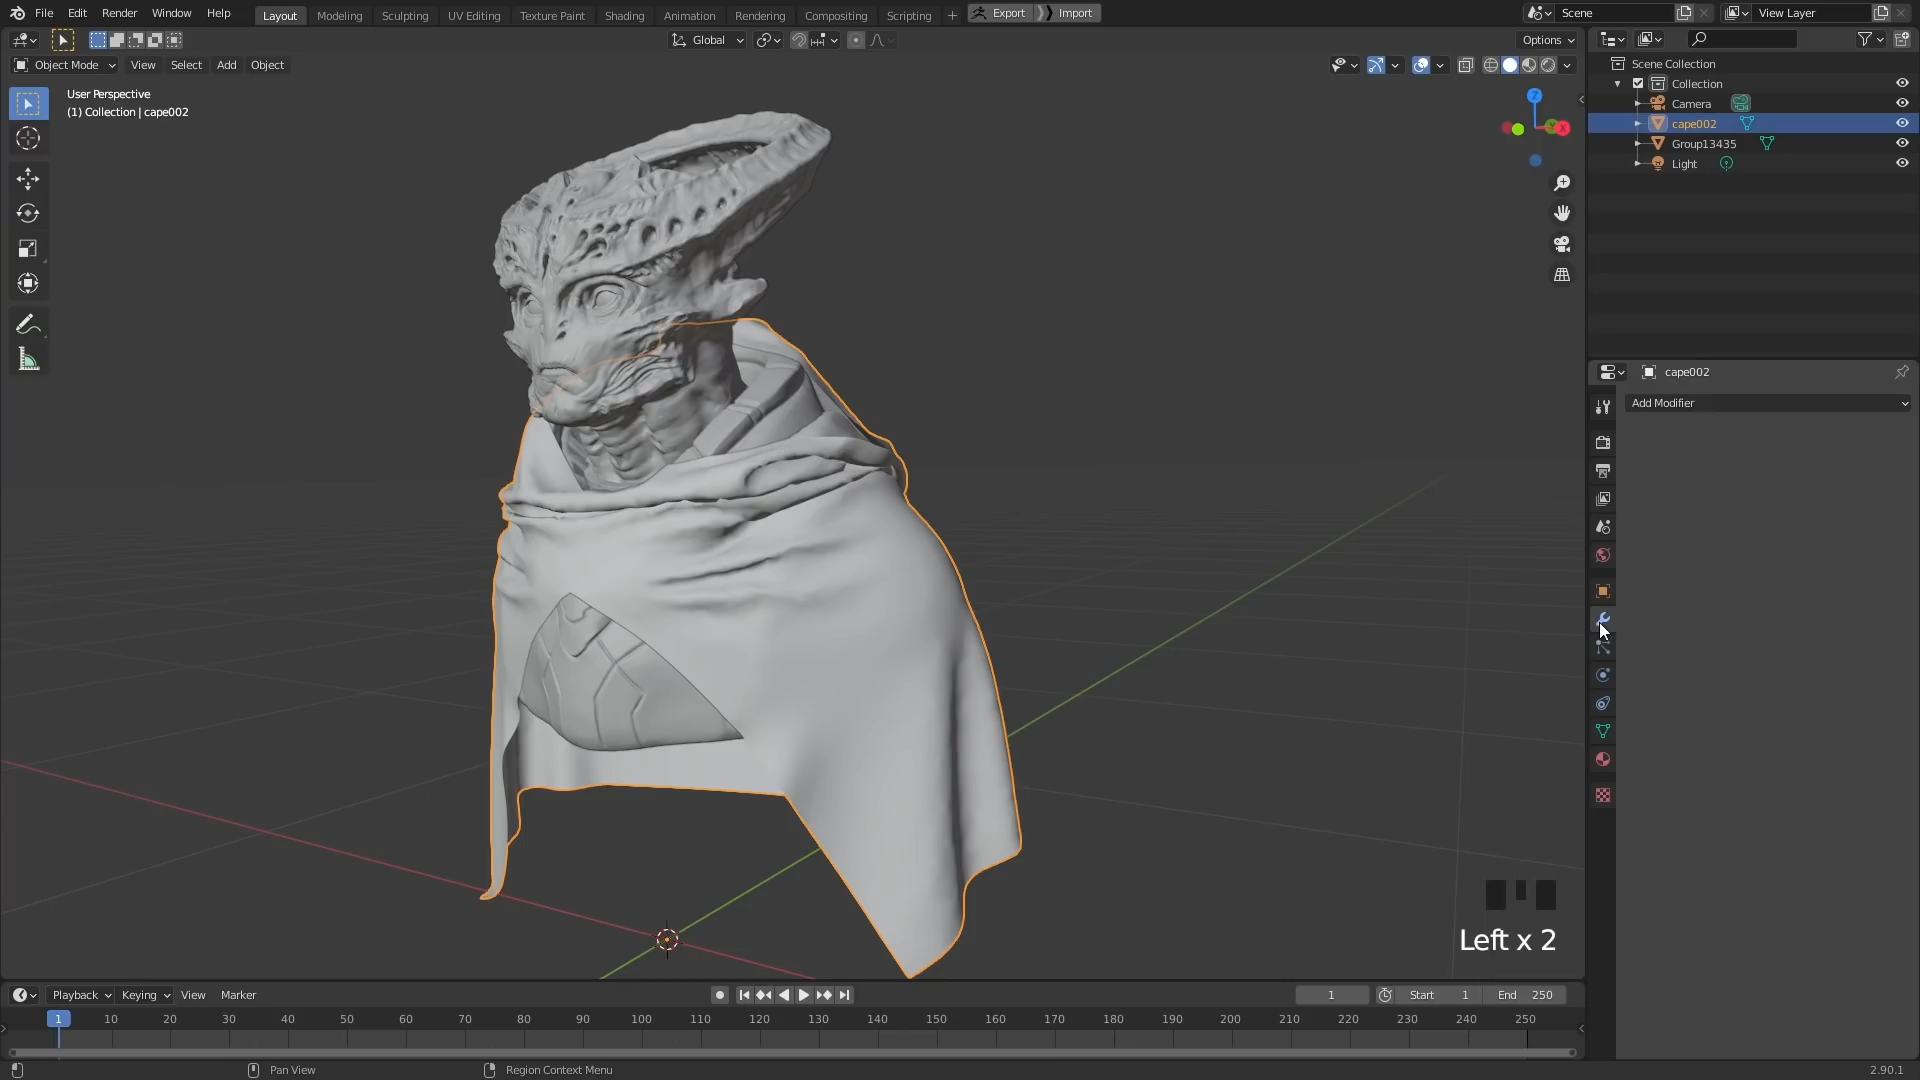 File Edit Render Window Help Layout Modeling Sculpting UV Editing Texture Paint Shading Animation Rendering Compositing Scripting + Export Import Scene View Layer
Global Options
Object Mode View Select Add Object
User Perspective
(1) Collection | cape002
Z
Y
X
Scene Collection
Collection
Camera
cape002
Group13435
Light
cape002
Add Modifier
Left x 2
Playback Keying View Marker 1 Start 1 End 250
1 10 20 30 40 50 60 70 80 90 100 110 120 130 140 150 160 170 180 190 200 210 220 230 240 250
Pan View Region Context Menu 2.90.1